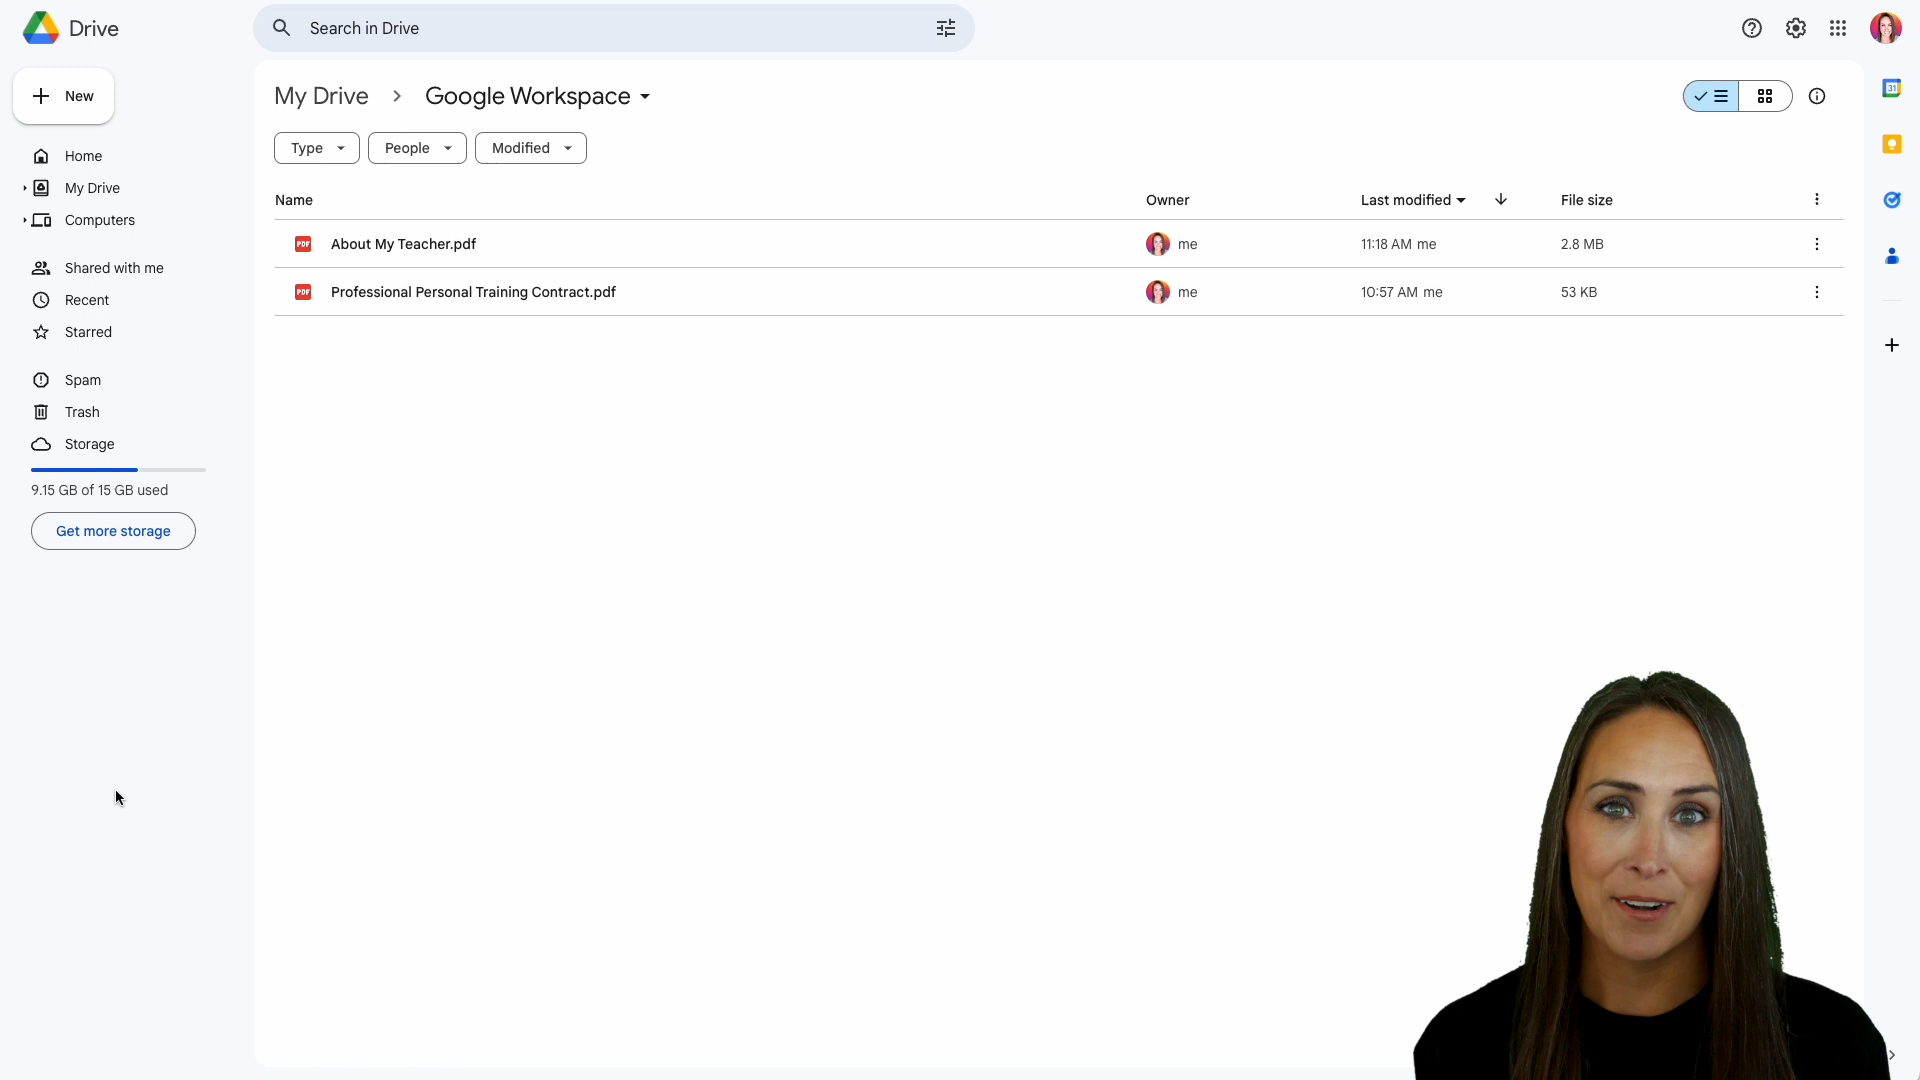 Drive
Search in Drive
New
My Drive
Google Workspace
31
Type
People
Modified
Home
My Drive
Computers
Name
Owner
Last modified
File size
PDF
About My Teacher.pdf
me
11:18 AM me
2.8 MB
PDF
Professional Personal Training Contract.pdf
me
10:57 AM me
53 KB
Shared with me
Recent
Starred
Spam
Trash
Storage
9.15 GB of 15 GB used
Get more storage